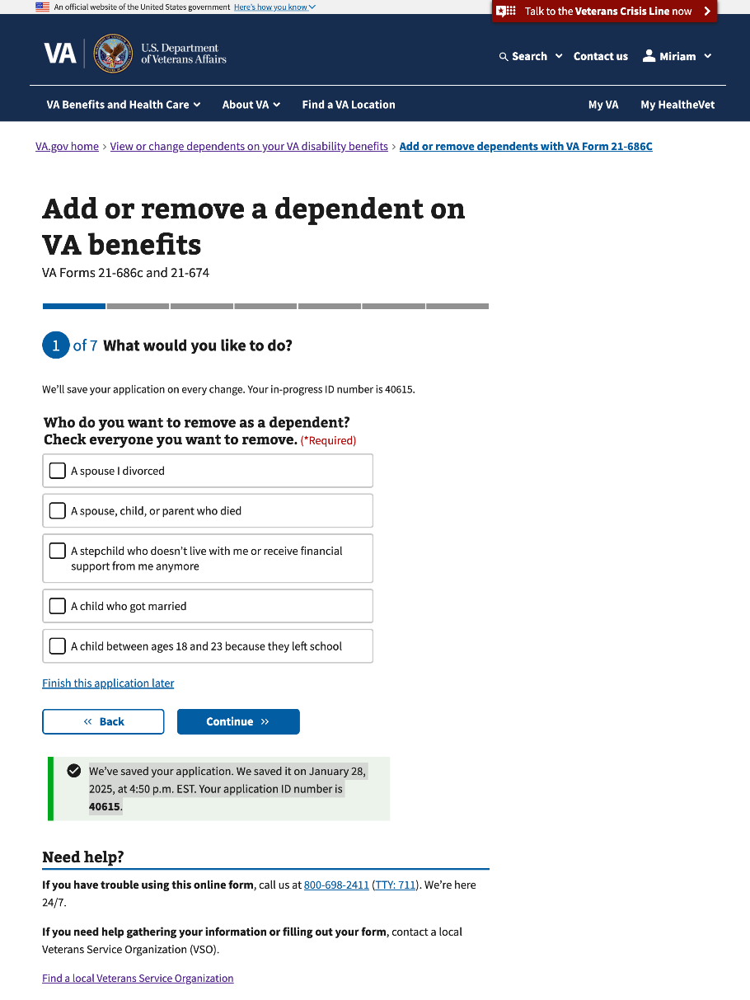 An official website of the United States government Here's how you know
Talk to the Veterans Crisis Line now
VA
U.S. Department
of Veterans Affairs
Search
Contact us
Miriam
VA Benefits and Health Care
About VA
Find a VA Location
My VA
My HealtheVet
VA.gov home › View or change dependents on your VA disability benefits › Add or remove dependents with VA Form 21-686C
Add or remove a dependent on
VA benefits
VA Forms 21-686c and 21-674
1 of 7 What would you like to do?
We'll save your application on every change. Your in-progress ID number is 40615.
Who do you want to remove as a dependent?
Check everyone you want to remove. (*Required)
A spouse I divorced
A spouse, child, or parent who died
A stepchild who doesn't live with me or receive financial
support from me anymore
A child who got married
A child between ages 18 and 23 because they left school
Finish this application later
« Back
Continue »
We've saved your application. We saved it on January 28,
2025, at 4:50 p.m. EST. Your application ID number is
40615.
Need help?
If you have trouble using this online form, call us at 800-698-2411 (TTY: 711). We're here
24/7.
If you need help gathering your information or filling out your form, contact a local
Veterans Service Organization (VSO).
Find a local Veterans Service Organization